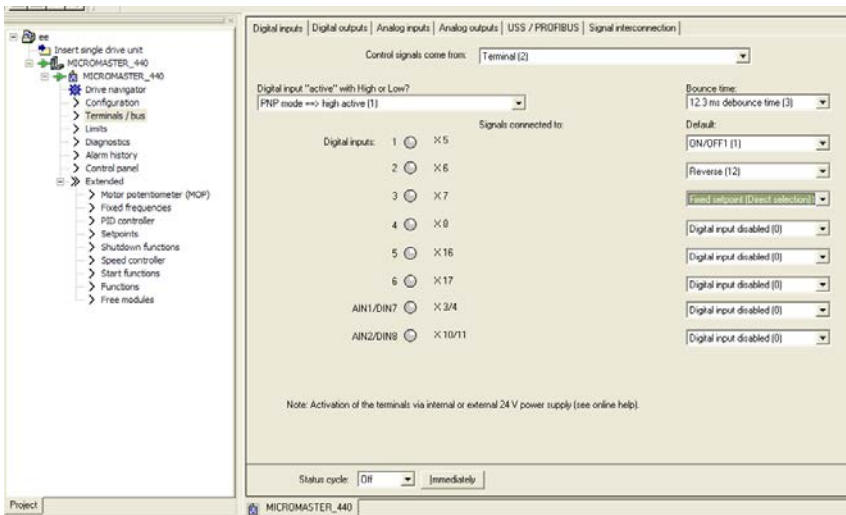 Digital inputs | Digital outputs | Analog inputs | Analog outputs | USS / PROFIBUS | Signal interconnection
ee
Insert single drive unit
MICROMASTER_440
MICROMASTER_440
Drive navigator
Configuration
Terminals / bus
Limits
Diagnostics
Alarm history
Control panel
Extended
Motor potentiometer (MOP)
Fixed frequencies
PID controller
Setpoints
Shutdown functions
Speed controller
Start functions
Functions
Free modules
Project
Control signals come from: Terminal (2)
Digital input "active" with High or Low?
PNP mode ==> high active (1)
Bounce time:
12.3 ms debounce time (3)
Signals connected to:
Default:
Digital inputs: 1 X5 ON/OFF1 (1)
2 X6 Reverse (12)
3 X7 Fixed setpoint (Direct selection)
4 X8 Digital input disabled (0)
5 X16 Digital input disabled (0)
6 X17 Digital input disabled (0)
AIN1/DIN7 X3/4 Digital input disabled (0)
AIN2/DIN8 X10/11 Digital input disabled (0)
Note: Activation of the terminals via internal or external 24 V power supply (see online help).
Status cycle: Off Immediately
MICROMASTER_440